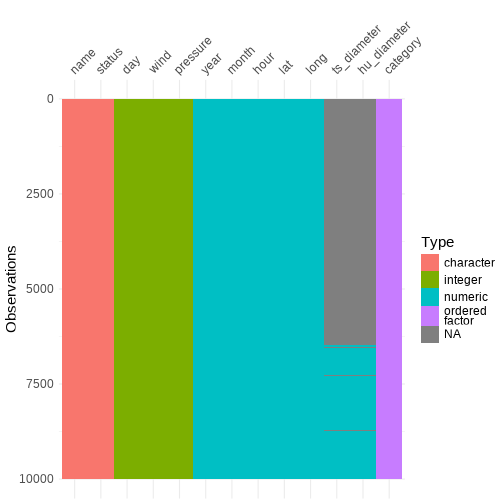 name status day wind pressure year month hour lat long ts_diameter hu_diameter category
0
2500
5000
7500
10000
Observations
Type
character
integer
numeric
ordered
factor
NA